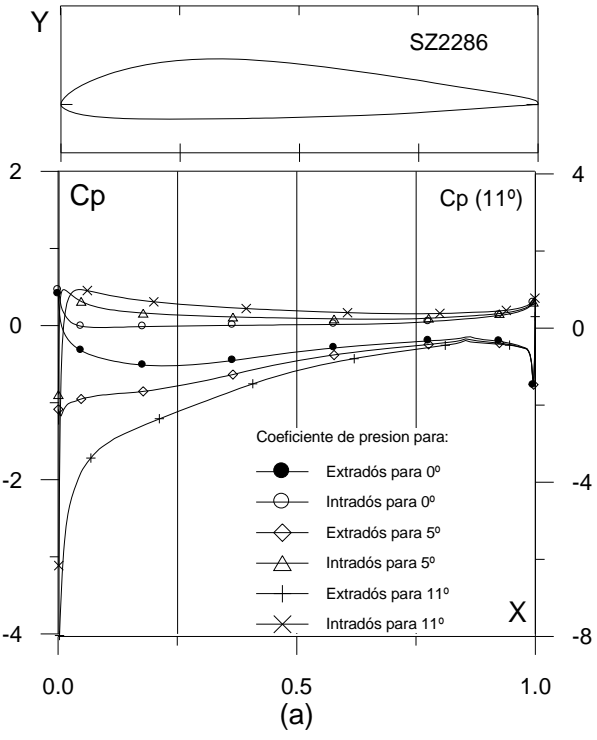 Y
SZ2286
2
4
Cp
Cp (11º)
2
0
0
-2
-2
-4
-4
-8
Coeficiente de presion para:
Extradós para 0º
Intradós para 0º
Extradós para 5º
Intradós para 5º
Extradós para 11º
Intradós para 11º
X
0.0
0.5
1.0
(a)